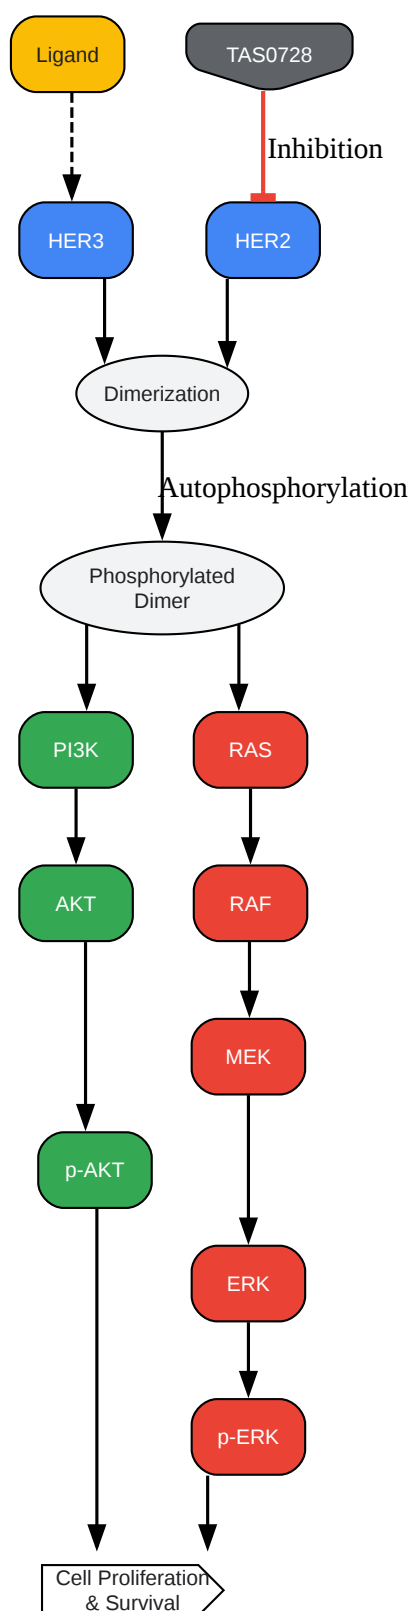 Ligand
TAS0728
Inhibition
HER3
HER2
Dimerization
Autophosphorylation
Phosphorylated
Dimer
PI3K
RAS
AKT
RAF
MEK
p-AKT
ERK
p-ERK
Cell Proliferation
& Survival